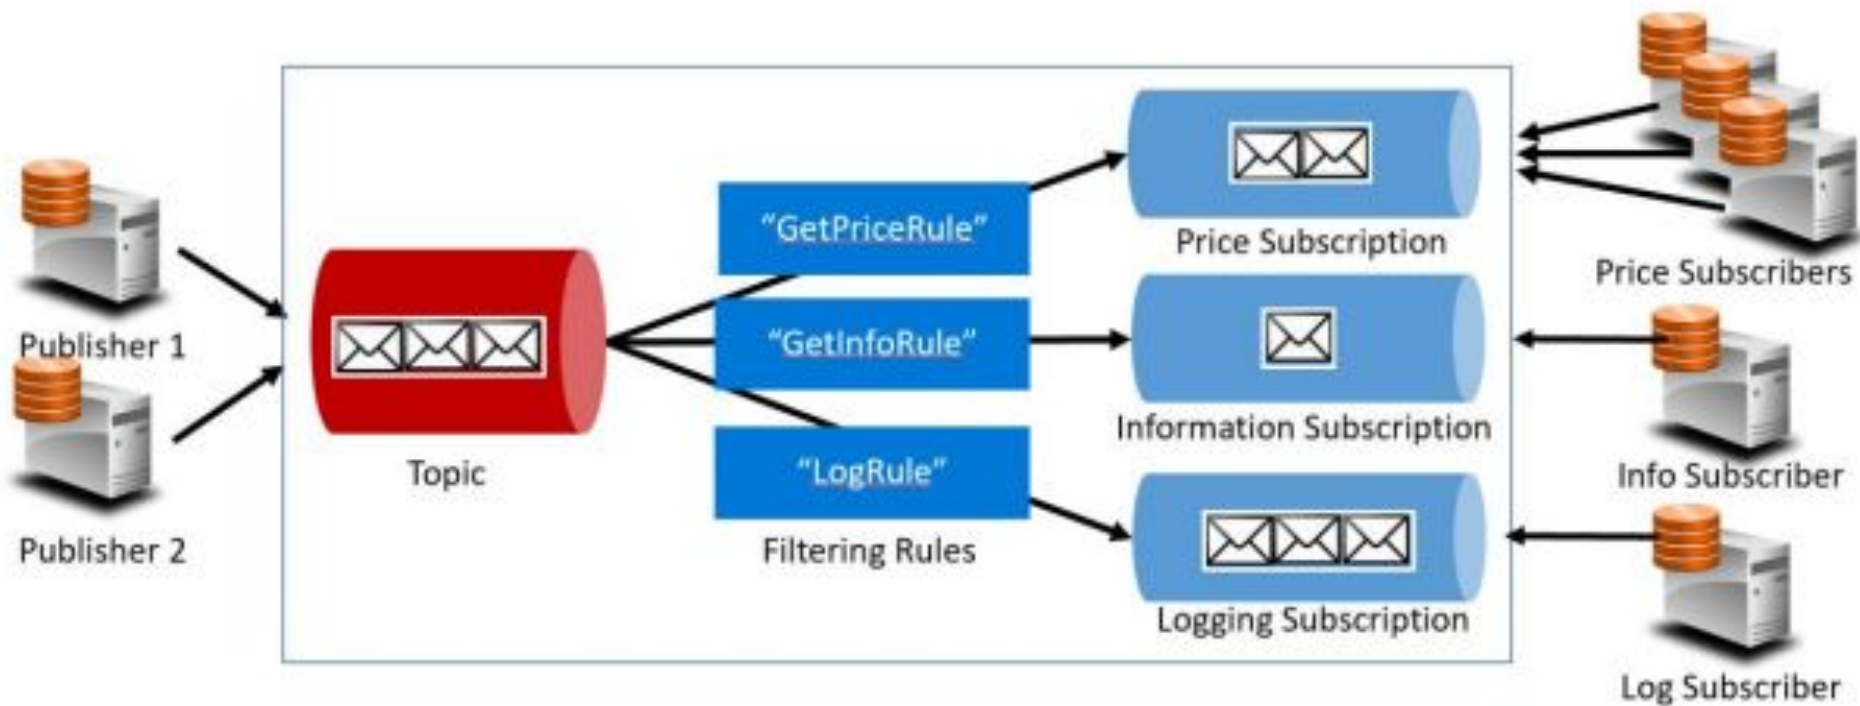 Publisher 1
Publisher 2
Topic
“GetPriceRule”
“GetInfoRule”
“LogRule”
Filtering Rules
Price Subscription
Information Subscription
Logging Subscription
Price Subscribers
Info Subscriber
Log Subscriber